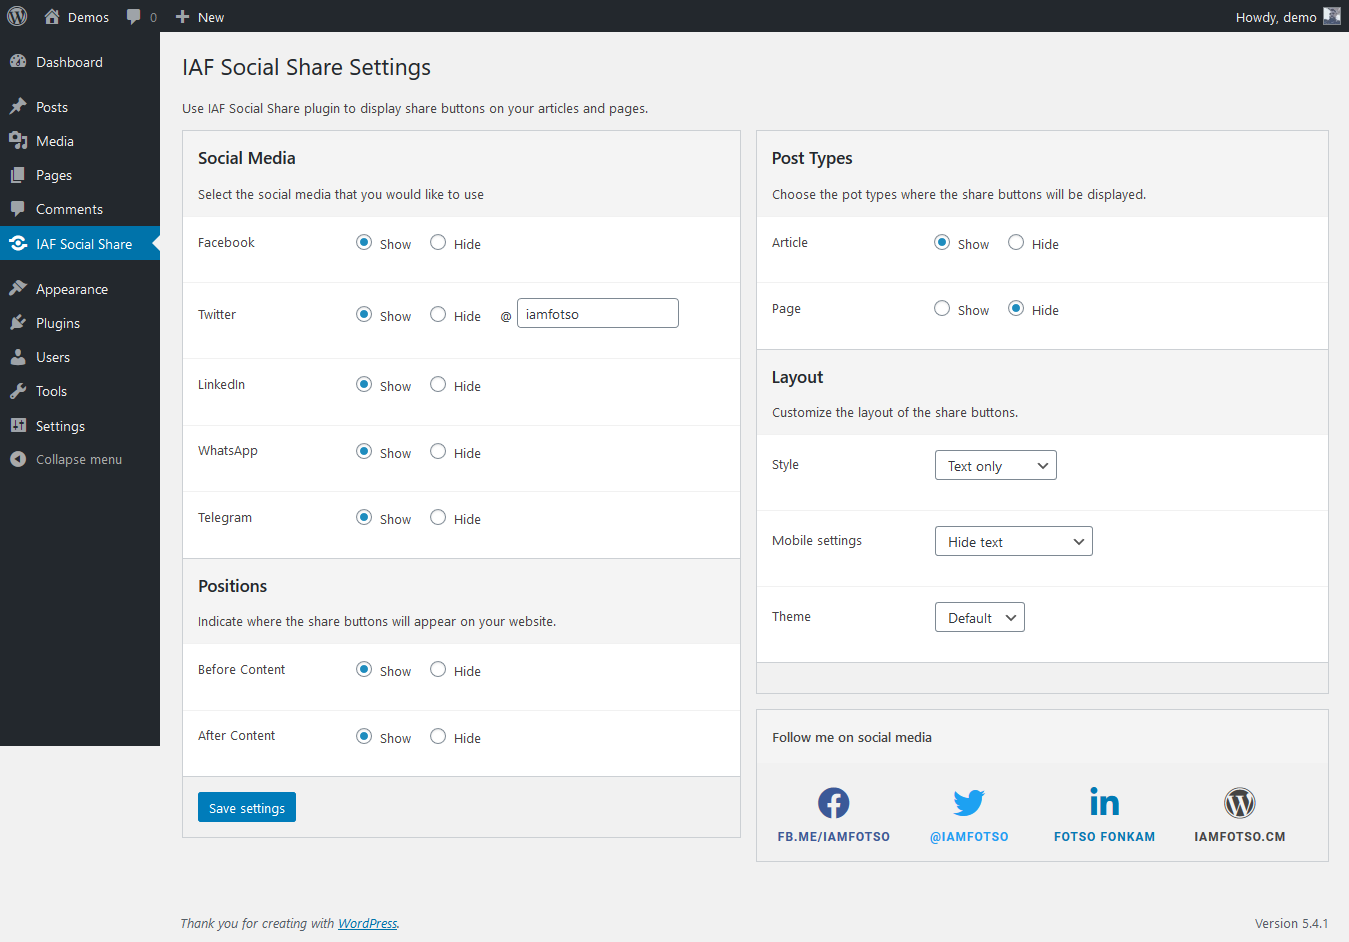 Demos 0 New Howdy, demo
Dashboard
Posts
Media
Pages
Comments
IAF Social Share
Appearance
Plugins
Users
Tools
Settings
Collapse menu
IAF Social Share Settings
Use IAF Social Share plugin to display share buttons on your articles and pages.
Social Media
Select the social media that you would like to use
Facebook Show Hide
Twitter Show Hide @ iamfotso
LinkedIn Show Hide
WhatsApp Show Hide
Telegram Show Hide
Positions
Indicate where the share buttons will appear on your website.
Before Content Show Hide
After Content Show Hide
Save settings
Post Types
Choose the pot types where the share buttons will be displayed.
Article Show Hide
Page Show Hide
Layout
Customize the layout of the share buttons.
Style Text only
Mobile settings Hide text
Theme Default
Follow me on social media
FB.ME/IAMFOTSO @IAMFOTSO FOTSO FONKAM IAMFOTSO.CM
Thank you for creating with WordPress. Version 5.4.1